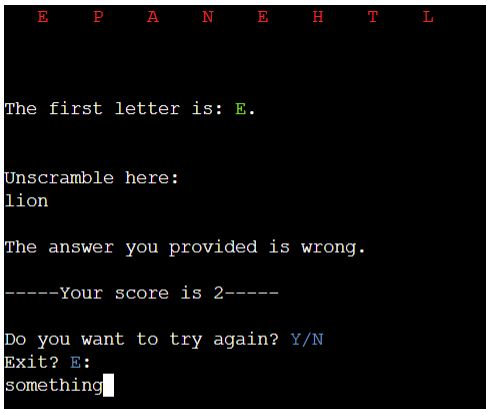 E P A N E H T L
The first letter is: E.
Unscramble here:
lion
The answer you provided is wrong.
-----Your score is 2-----
Do you want to try again? Y/N
Exit? E:
something